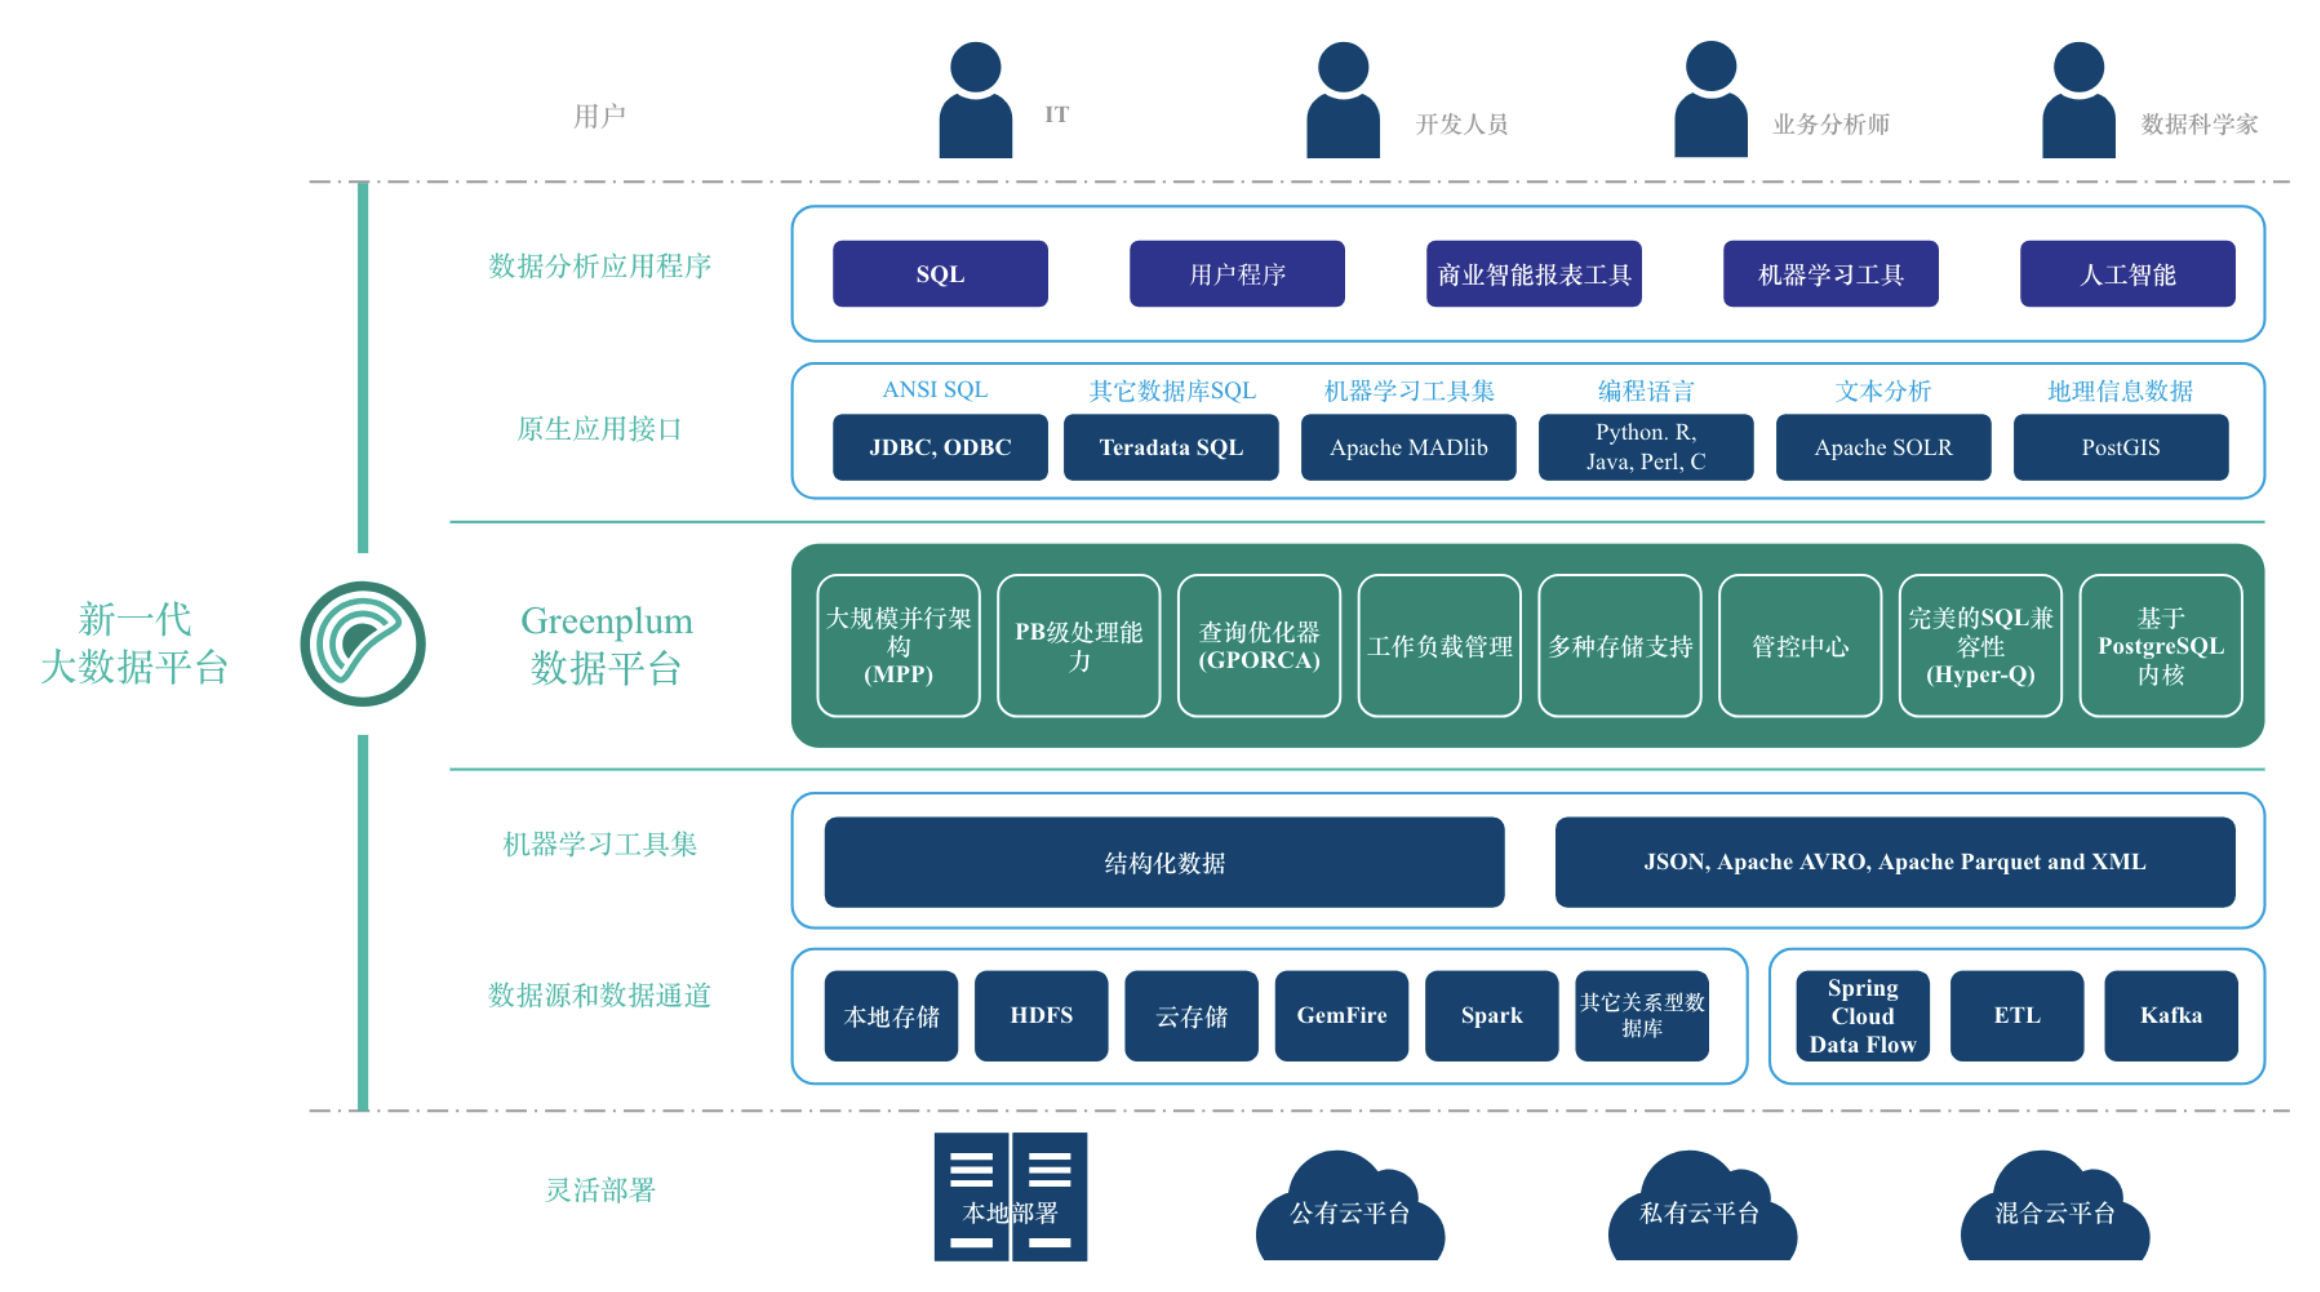 用户
IT
开发人员
业务分析师
数据科学家
数据分析应用程序
SQL
用户程序
商业智能报表工具
机器学习工具
人工智能
原生应用接口
ANSI SQL
JDBC, ODBC
其它数据库SQL
Teradata SQL
机器学习工具集
Apache MADlib
编程语言
Python. R,
Java, Perl, C
文本分析
Apache SOLR
地理信息数据
PostGIS
新一代
大数据平台
Greenplum
数据平台
大规模并行架
构
(MPP)
PB级处理能
力
查询优化器
(GPORCA)
工作负载管理
多种存储支持
管控中心
完美的SQL兼
容性
(Hyper-Q)
基于
PostgreSQL
内核
机器学习工具集
结构化数据
JSON, Apache AVRO, Apache Parquet and XML
数据源和数据通道
本地存储
HDFS
云存储
GemFire
Spark
其它关系型数
据库
Spring
Cloud
Data Flow
ETL
Kafka
灵活部署
本地部署
公有云平台
私有云平台
混合云平台